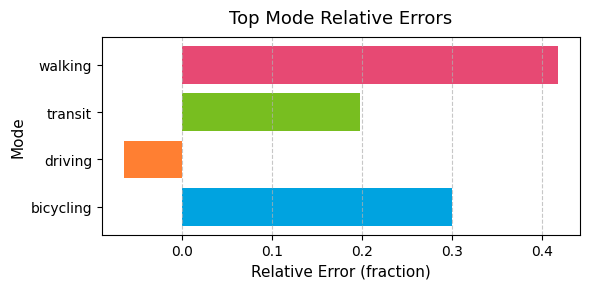 Top Mode Relative Errors
Mode
walking
transit
driving
bicycling
0.0 0.1 0.2 0.3 0.4
Relative Error (fraction)